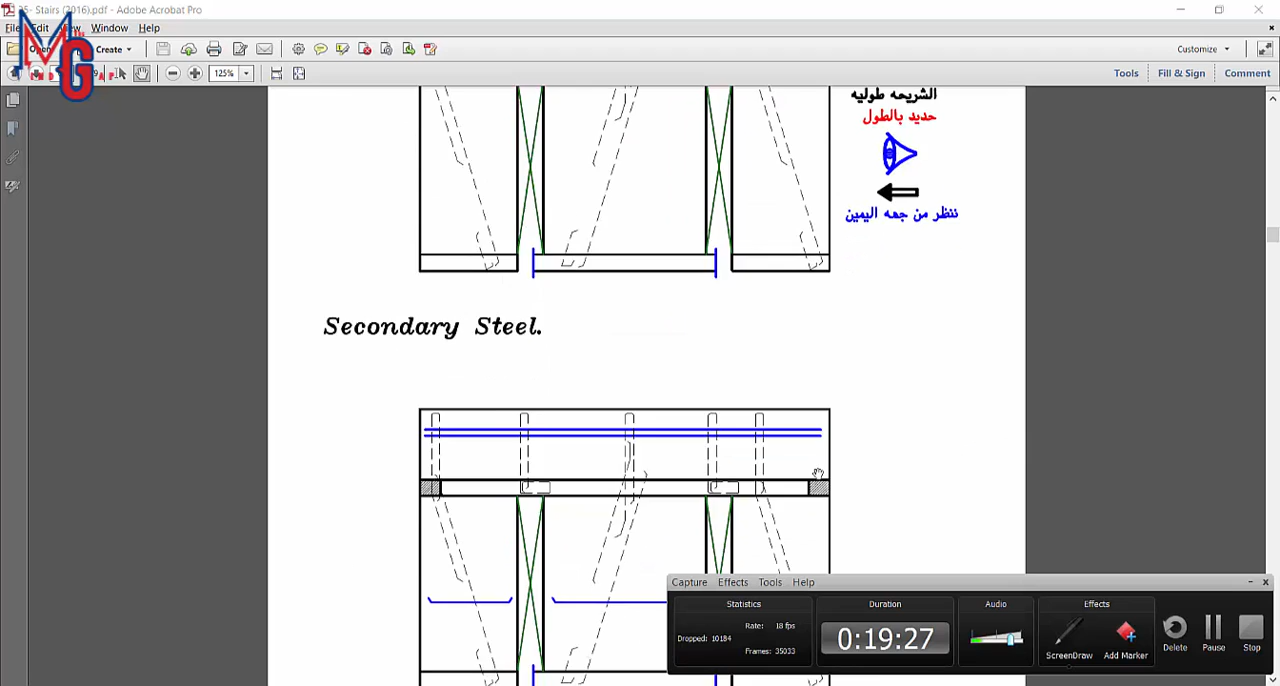 - Stairs (2016).pdf - Adobe Acrobat Pro
File Edit Window Help
Create
Customize
125%
Tools Fill & Sign Comment
MG
الشريحه طوليه
حديد بالطول
ننظر من جهه اليمين
Secondary Steel.
Capture Effects Tools Help
Statistics
Rate: 18 fps
Dropped: 10184
Frames: 35033
Duration
0:19:27
Audio
Effects
ScreenDraw
Add Marker
Delete
Pause
Stop